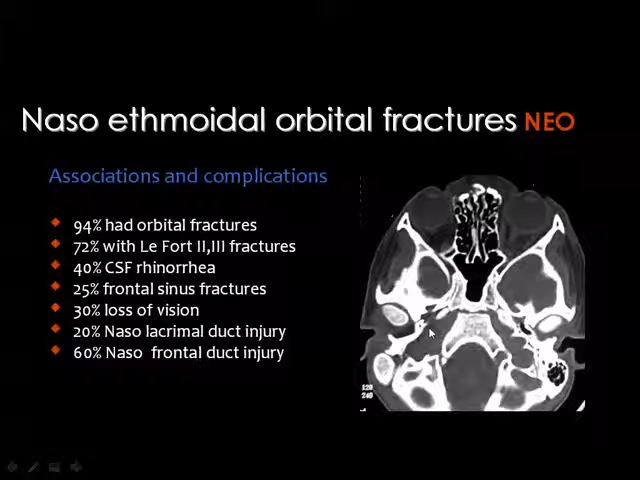 Naso ethmoidal orbital fractures NEO
Associations and complications
94% had orbital fractures
72% with Le Fort II,III fractures
40% CSF rhinorrhea
25% frontal sinus fractures
30% loss of vision
20% Naso lacrimal duct injury
60% Naso frontal duct injury
120
240